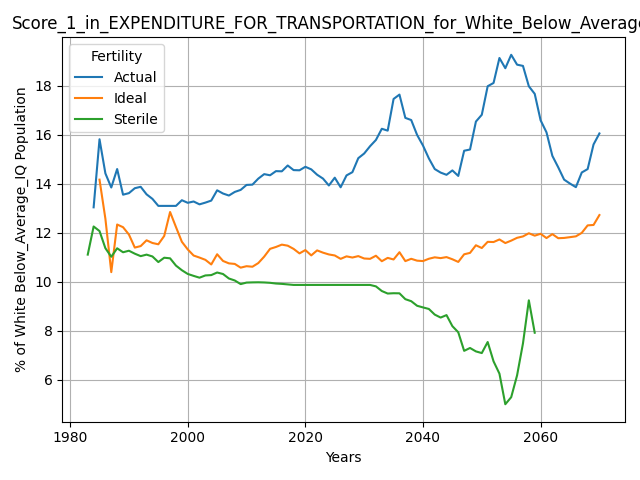 Score_1_in_EXPENDITURE_FOR_TRANSPORTATION_for_White_Below_Average
Fertility
Actual
Ideal
Sterile
% of White Below_Average_IQ Population
18
16
14
12
10
8
6
1980
2000
2020
2040
2060
Years